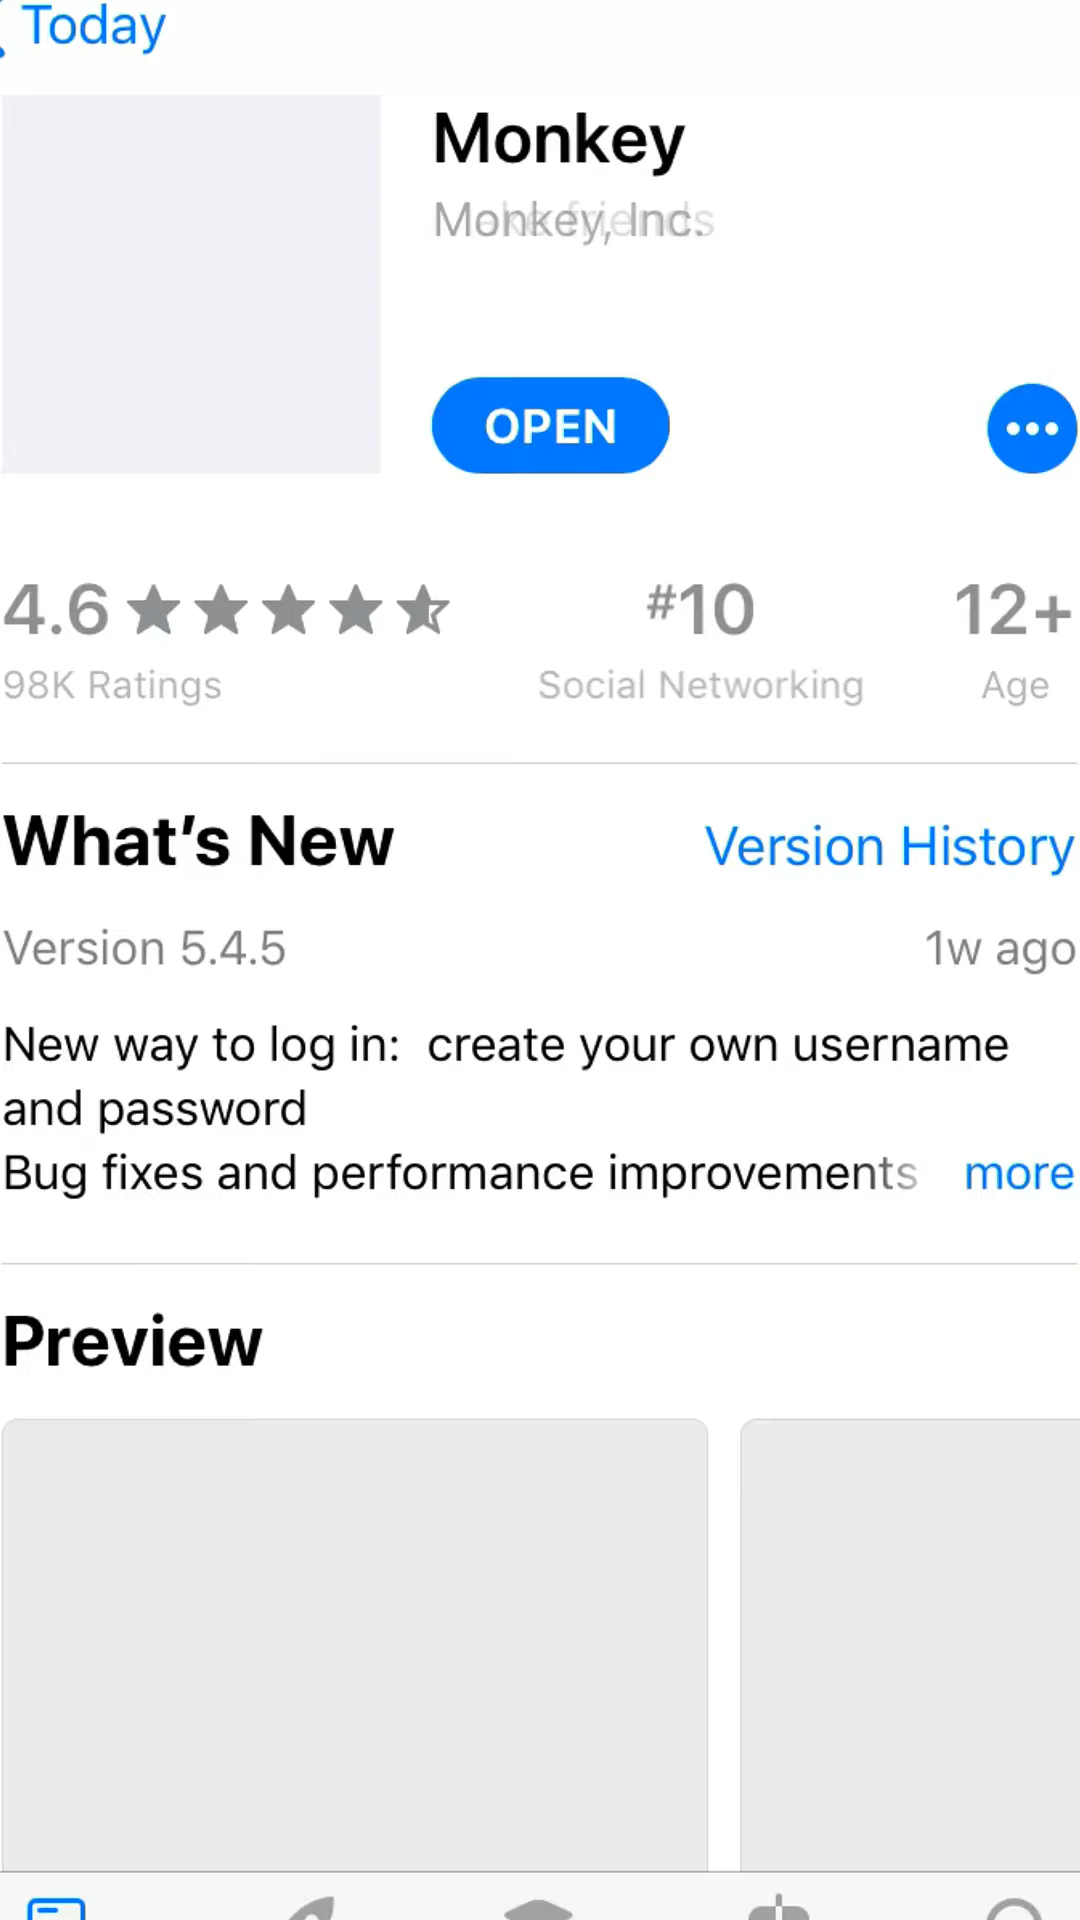 Today
Monkey
Monkey, Inc.
OPEN
4.6
#10
12+
98K Ratings
Social Networking
Age
What's New
Version History
Version 5.4.5
1w ago
New way to log in:  create your own username
and password
Bug fixes and performance improvements
more
Preview